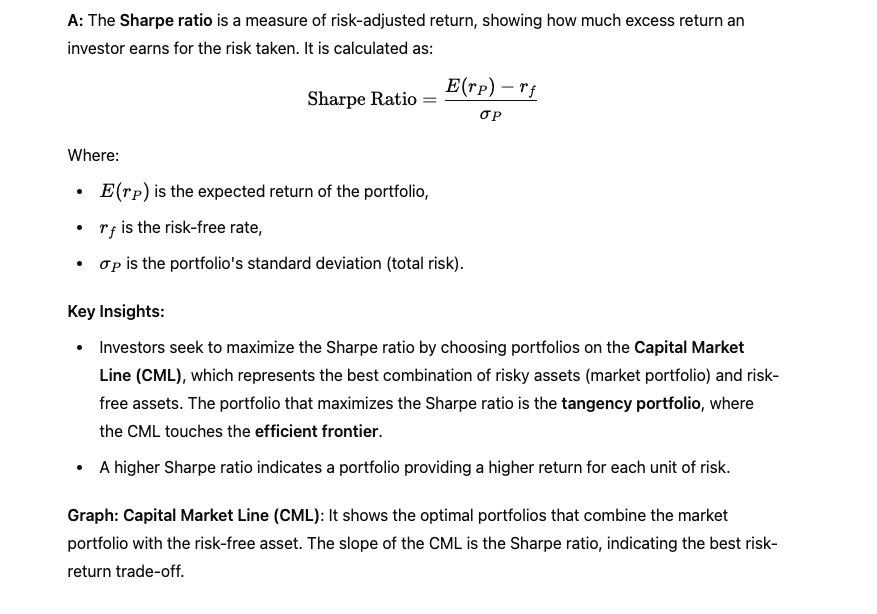 A: The Sharpe ratio is a measure of risk-adjusted return, showing how much excess return an
investor earns for the risk taken. It is calculated as:
Sharpe Ratio = \frac{E(r_P) - r_f}{\sigma_P}
Where:
• E(r_P) is the expected return of the portfolio,
• r_f is the risk-free rate,
• σ_P is the portfolio's standard deviation (total risk).
Key Insights:
• Investors seek to maximize the Sharpe ratio by choosing portfolios on the Capital Market
Line (CML), which represents the best combination of risky assets (market portfolio) and risk-
free assets. The portfolio that maximizes the Sharpe ratio is the tangency portfolio, where
the CML touches the efficient frontier.
• A higher Sharpe ratio indicates a portfolio providing a higher return for each unit of risk.
Graph: Capital Market Line (CML): It shows the optimal portfolios that combine the market
portfolio with the risk-free asset. The slope of the CML is the Sharpe ratio, indicating the best risk-
return trade-off.